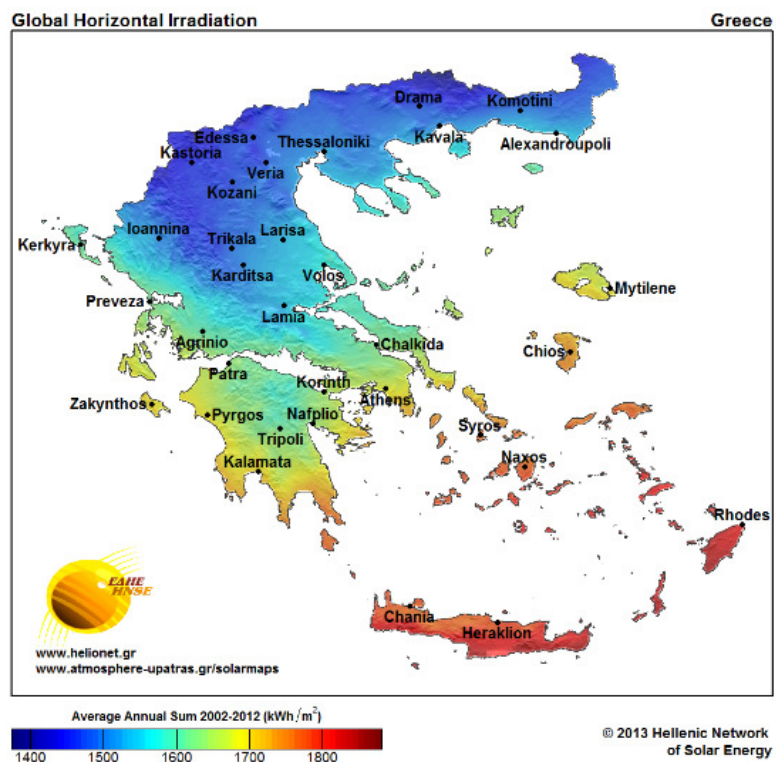 Global Horizontal Irradiation Greece
Drama
Komotini
Edessa
Thessaloniki
Kavala
Alexandroupoli
Kastoria
Veria
Kozani
Ioannina
Larisa
Kerkyra
Trikala
Karditsa
Volos
Mytilene
Preveza
Lamia
Agrinio
Chalkida
Chios
Patra
Korinth
Athens
Zakynthos
Pyrgos
Nafplio
Syros
Tripoli
Naxos
Kalamata
Rhodes
ΕΔΗΕ
HNSE
Chania
Heraklion
www.helionet.gr
www.atmosphere-upatras.gr/solarmaps
Average Annual Sum 2002-2012 (kWh/m²)
1400 1500 1600 1700 1800
© 2013 Hellenic Network
of Solar Energy